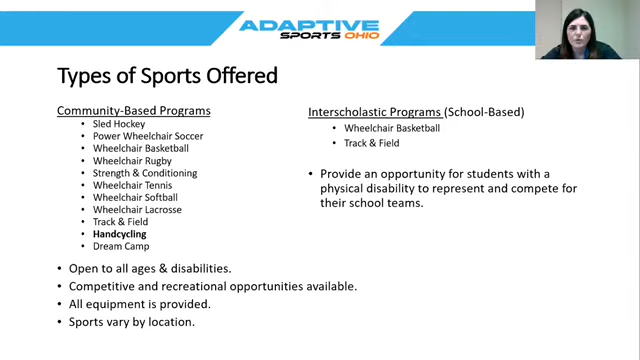 ADAPTIVE
SPORTS OHIO
Types of Sports Offered
Community-Based Programs
• Sled Hockey
• Power Wheelchair Soccer
• Wheelchair Basketball
• Wheelchair Rugby
• Strength & Conditioning
• Wheelchair Tennis
• Wheelchair Softball
• Wheelchair Lacrosse
• Track & Field
• Handcycling
• Dream Camp
• Open to all ages & disabilities.
• Competitive and recreational opportunities available.
• All equipment is provided.
• Sports vary by location.
Interscholastic Programs (School-Based)
• Wheelchair Basketball
• Track & Field
• Provide an opportunity for students with a
physical disability to represent and compete for
their school teams.